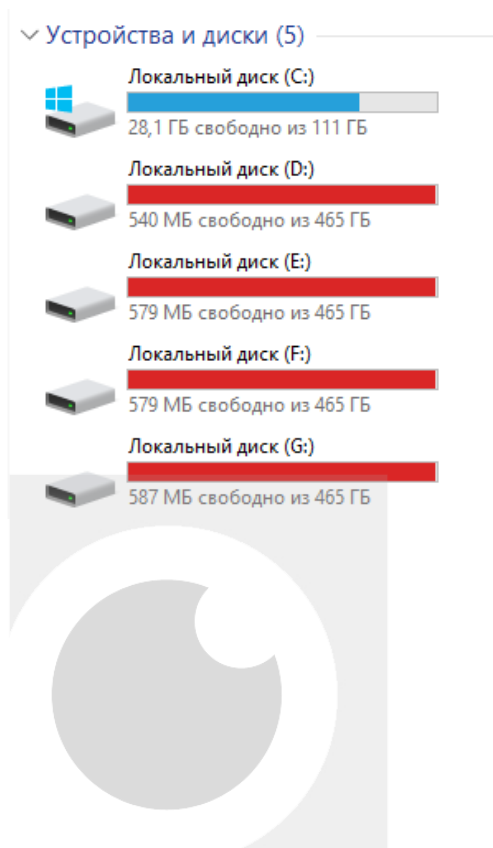 Устройства и диски (5)
Локальный диск (C:)
28,1 ГБ свободно из 111 ГБ
Локальный диск (D:)
540 МБ свободно из 465 ГБ
Локальный диск (E:)
579 МБ свободно из 465 ГБ
Локальный диск (F:)
579 МБ свободно из 465 ГБ
Локальный диск (G:)
587 МБ свободно из 465 ГБ